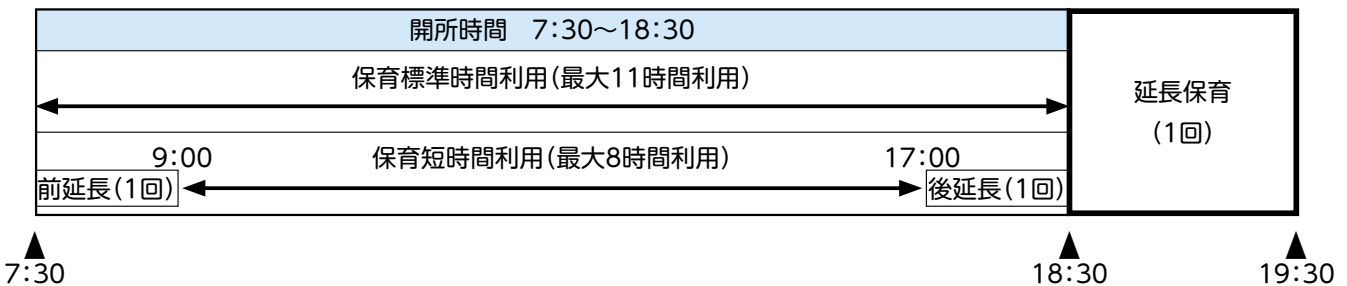 開所時間　7:30～18:30
保育標準時間利用(最大11時間利用)
延長保育
(1回)
9:00
保育短時間利用(最大8時間利用)
17:00
前延長(1回)
後延長(1回)
7:30
18:30
19:30